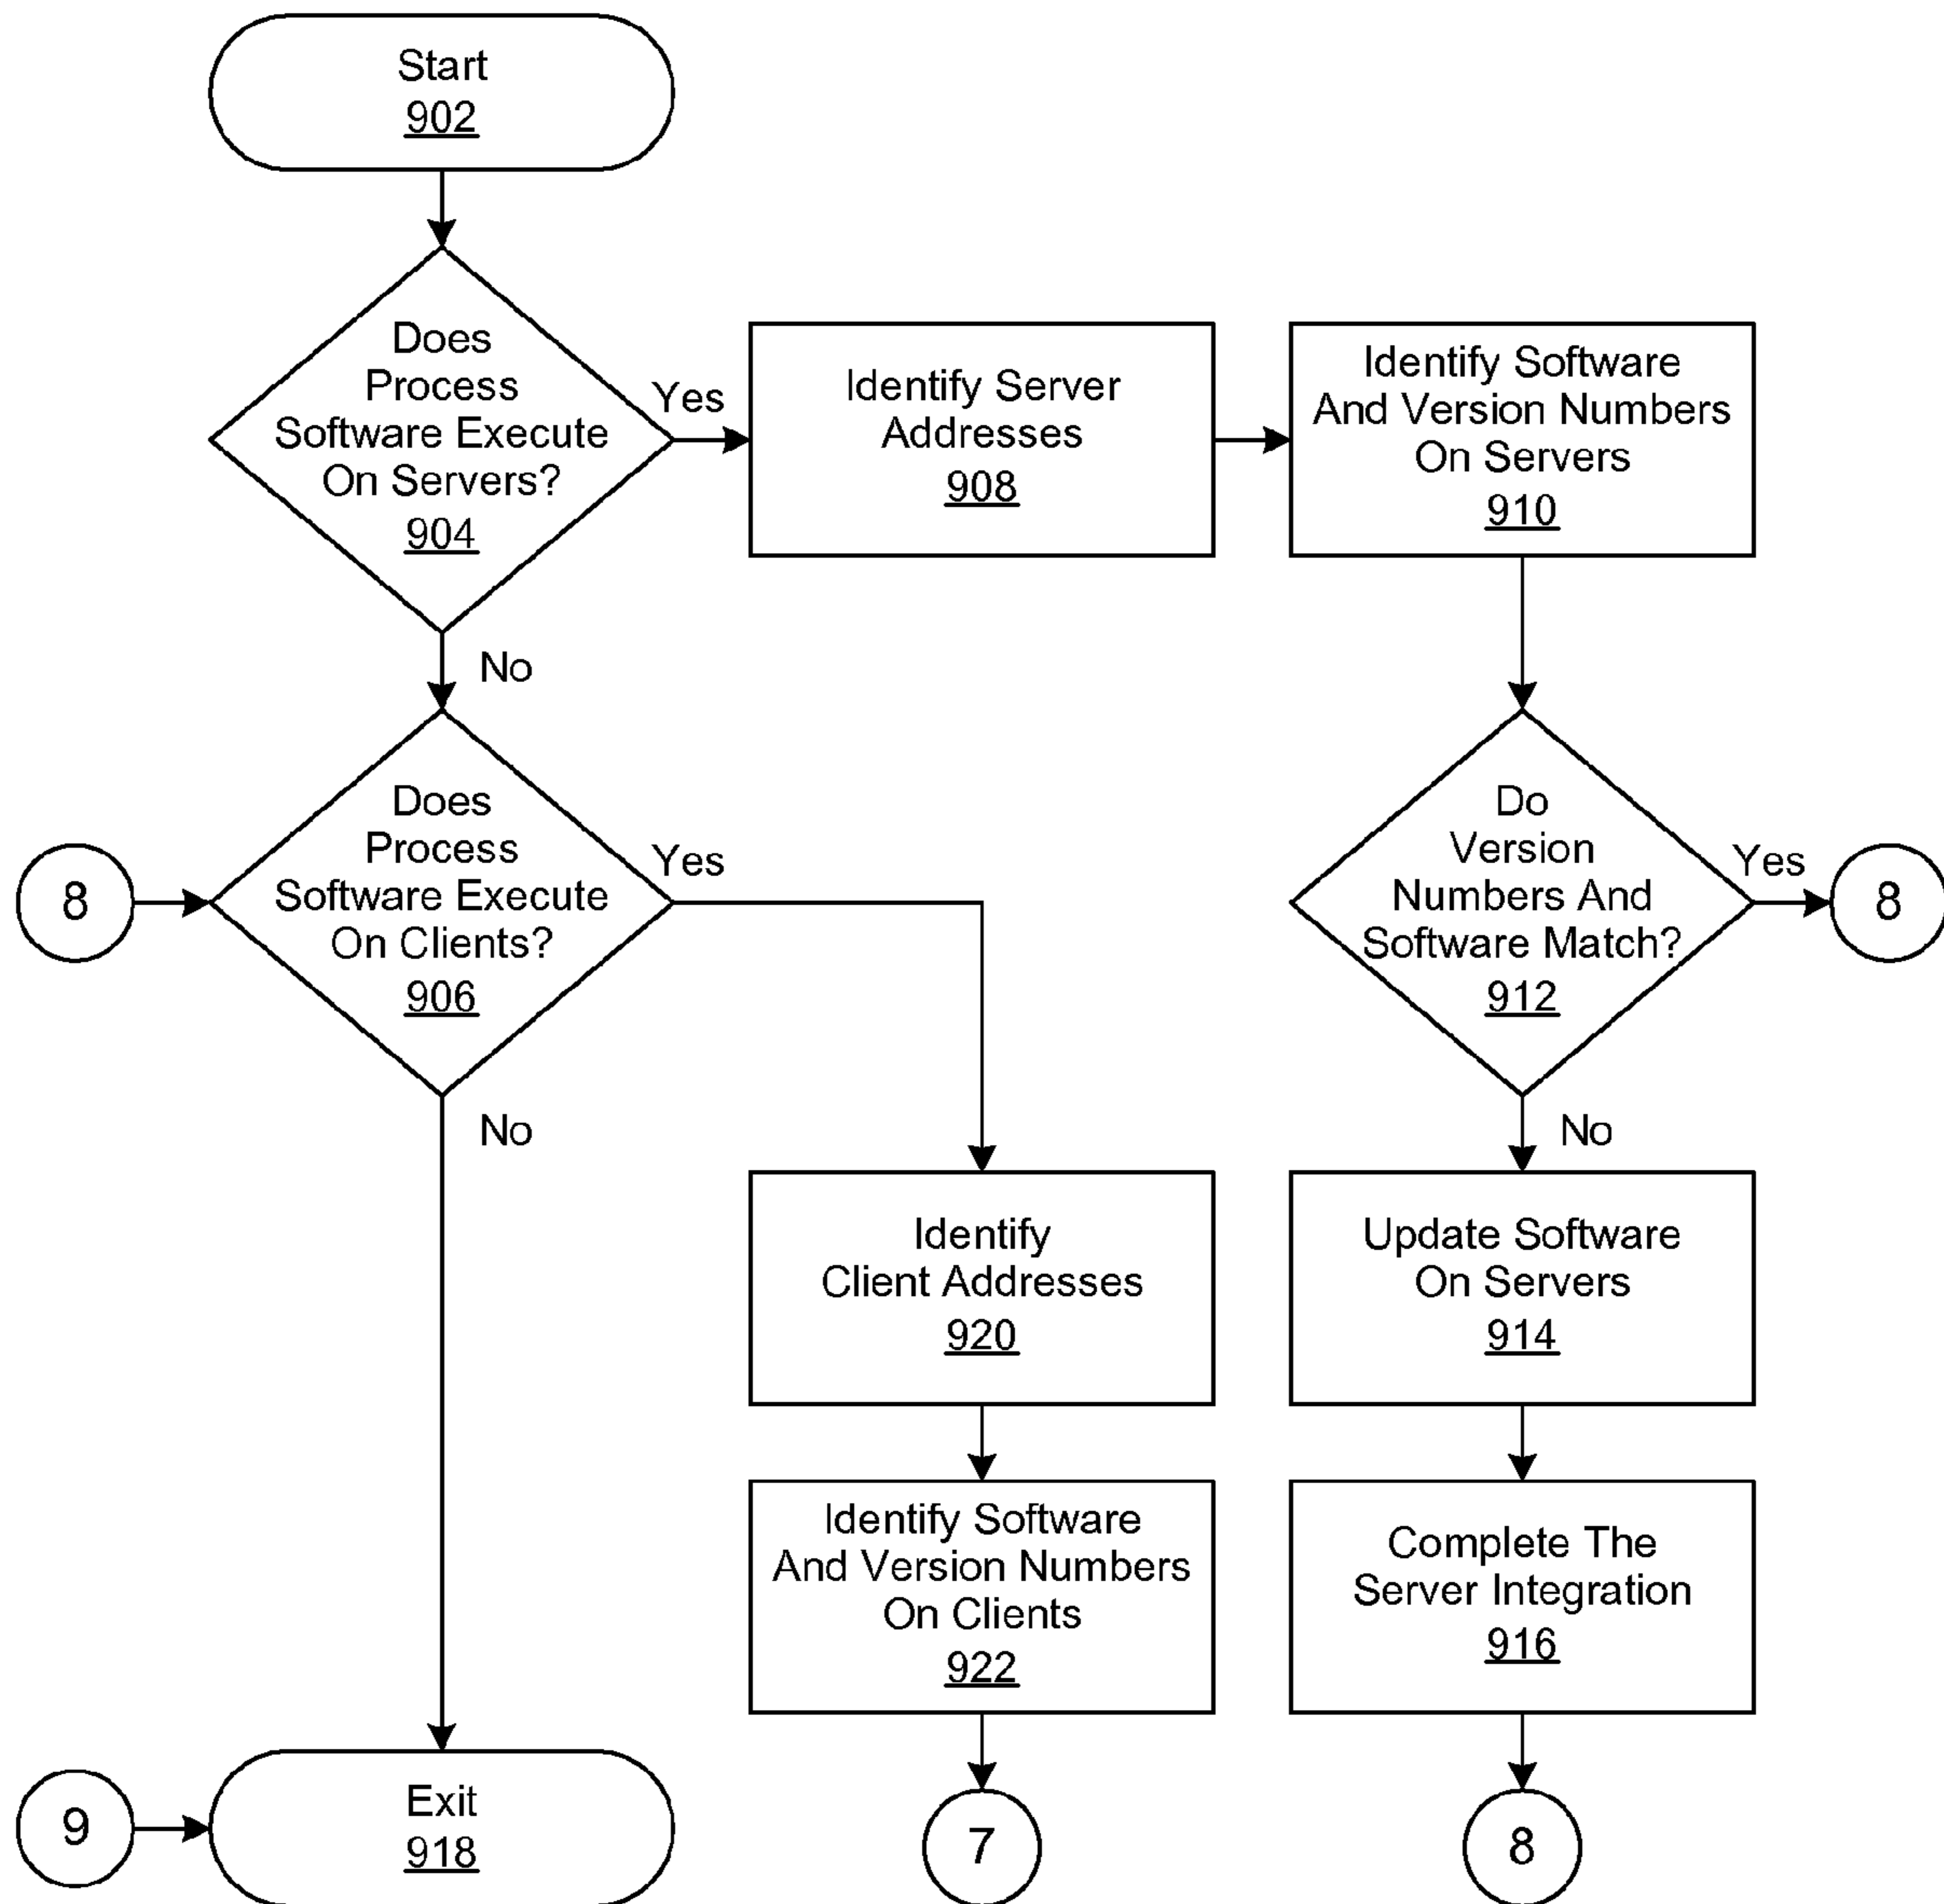 Start
902
Does
Process
Software Execute
On Servers?
904
Yes
Identify Server
Addresses
908
Identify Software
And Version Numbers
On Servers
910
No
8
Does
Process
Software Execute
On Clients?
906
Yes
Do
Version
Numbers And
Software Match?
912
Yes
8
No
No
Identify
Client Addresses
920
Update Software
On Servers
914
Identify Software
And Version Numbers
On Clients
922
Complete The
Server Integration
916
9
Exit
918
7
8